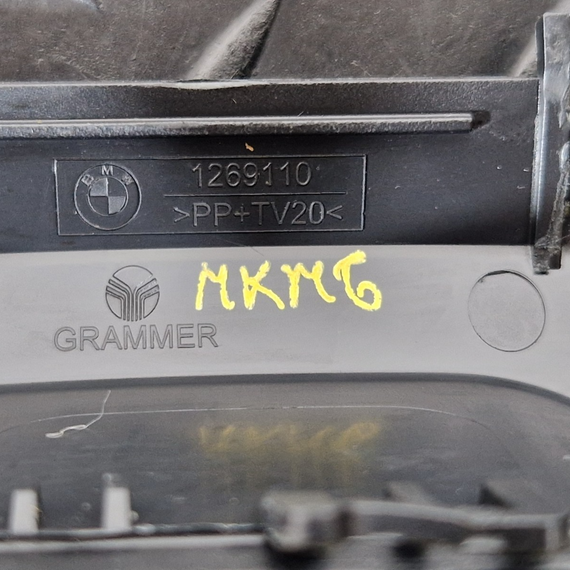 BMW
1269110
>PP+TV20<
MKMG
GRAMMER